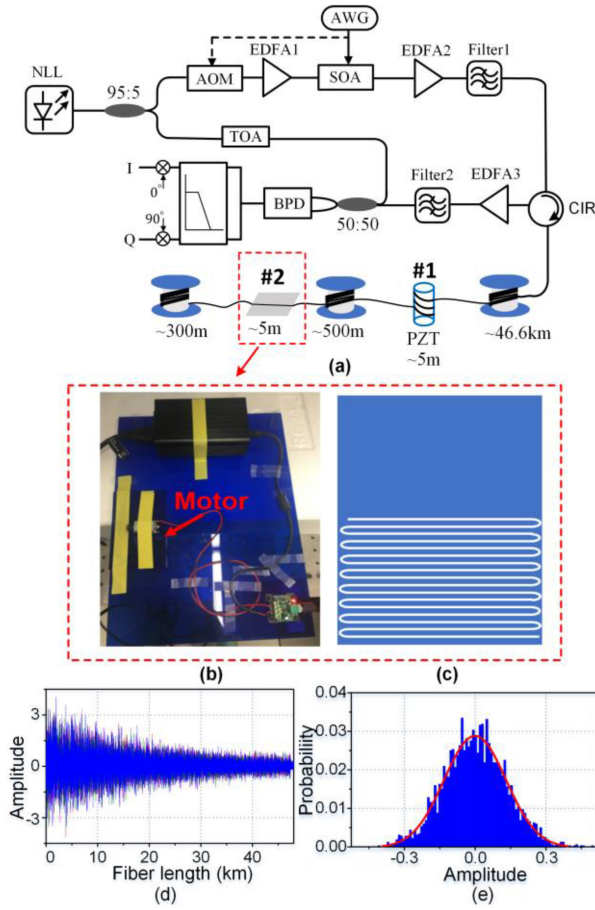 AWG
NLL
95:5
AOM
EDFA1
SOA
EDFA2
Filter1
TOA
I
0°
90°
Q
BPD
50:50
Filter2
EDFA3
CIR
#2
#1
~300m
~5m
~500m
PZT
~5m
~46.6km
(a)
Motor
(b)
(c)
Amplitude
3
0
-3
0
10
20
30
40
Fiber length (km)
(d)
Probability
0.04
0.03
0.02
0.01
0.00
-0.3
0.0
0.3
Amplitude
(e)